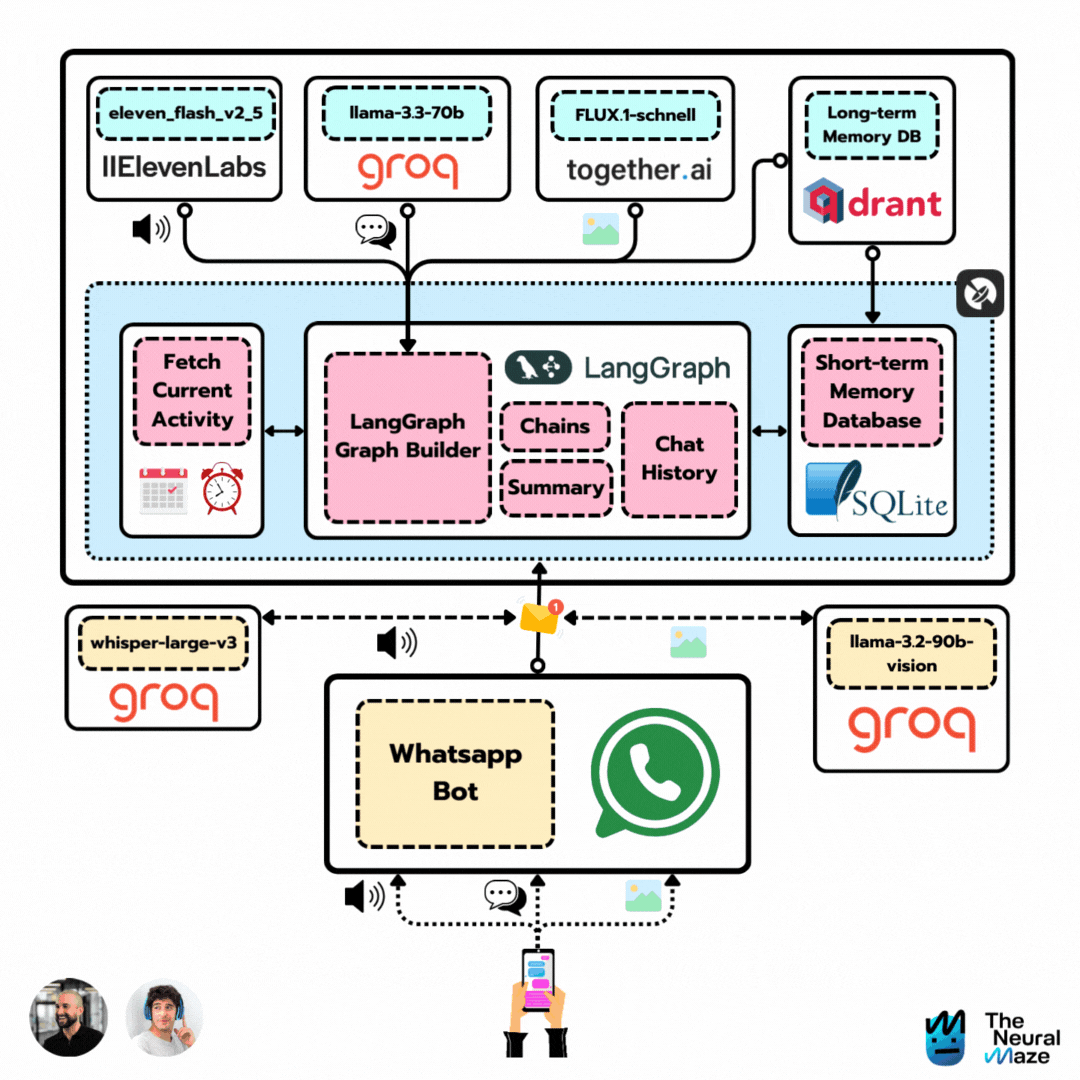 eleven_flash_v2_5
IIElevenLabs
llama-3.3-70b
groq
FLUX.1-schnell
together.ai
Long-term
Memory DB
qdrant
Fetch
Current
Activity
LangGraph
LangGraph
Graph Builder
Chains
Summary
Chat
History
Short-term
Memory
Database
SQLite
1
whisper-large-v3
groq
llama-3.2-90b-
vision
groq
Whatsapp
Bot
The
Neural
Maze